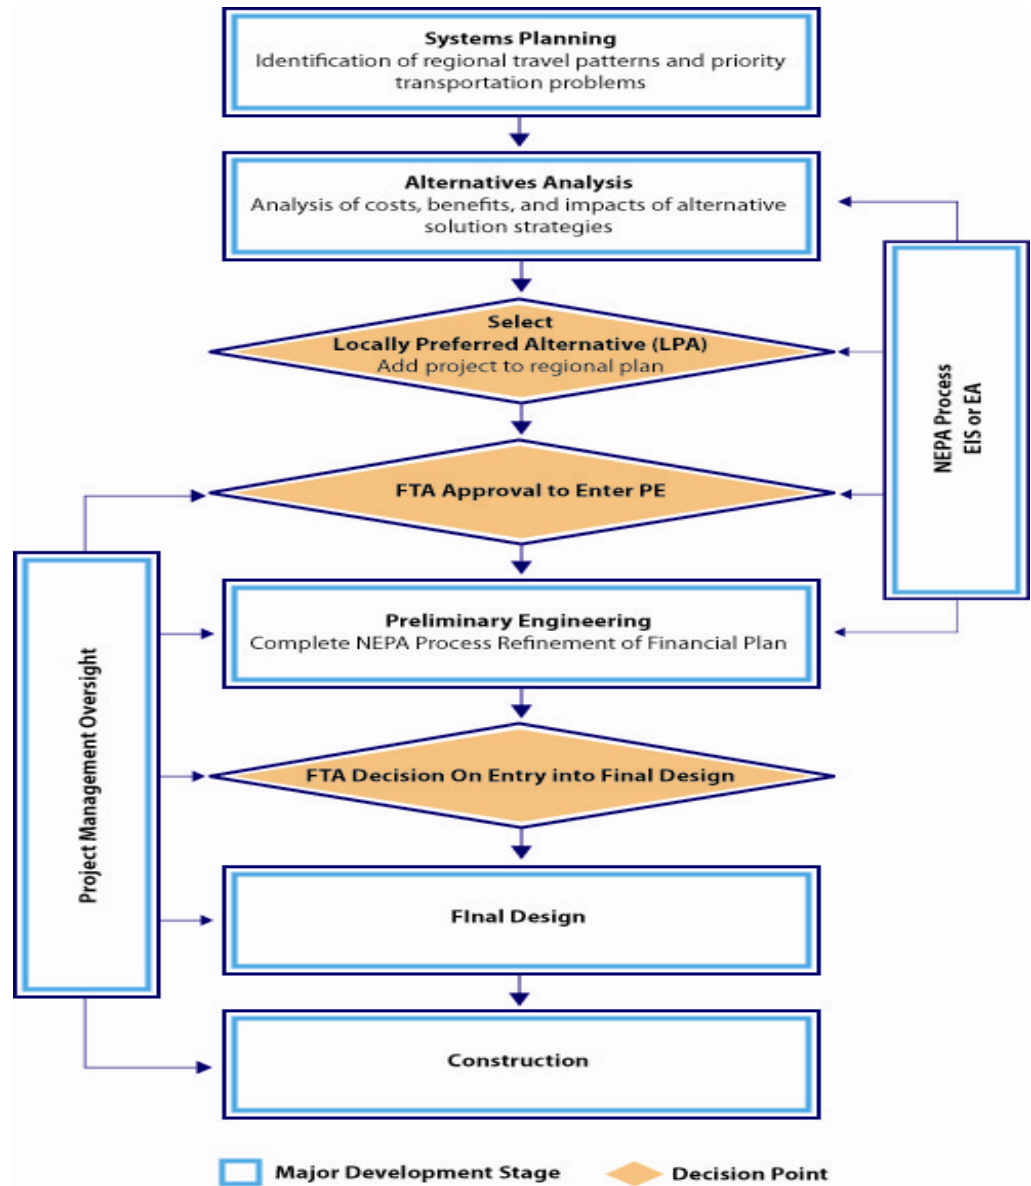 Systems Planning
Identification of regional travel patterns and priority
transportation problems
Alternatives Analysis
Analysis of costs, benefits, and impacts of alternative
solution strategies
Select
Locally Preferred Alternative (LPA)
Add project to regional plan
NEPA Process
EIS or EA
FTA Approval to Enter PE
Preliminary Engineering
Complete NEPA Process Refinement of Financial Plan
Project Management Oversight
FTA Decision On Entry into Final Design
FInal Design
Construction
Major Development Stage
Decision Point